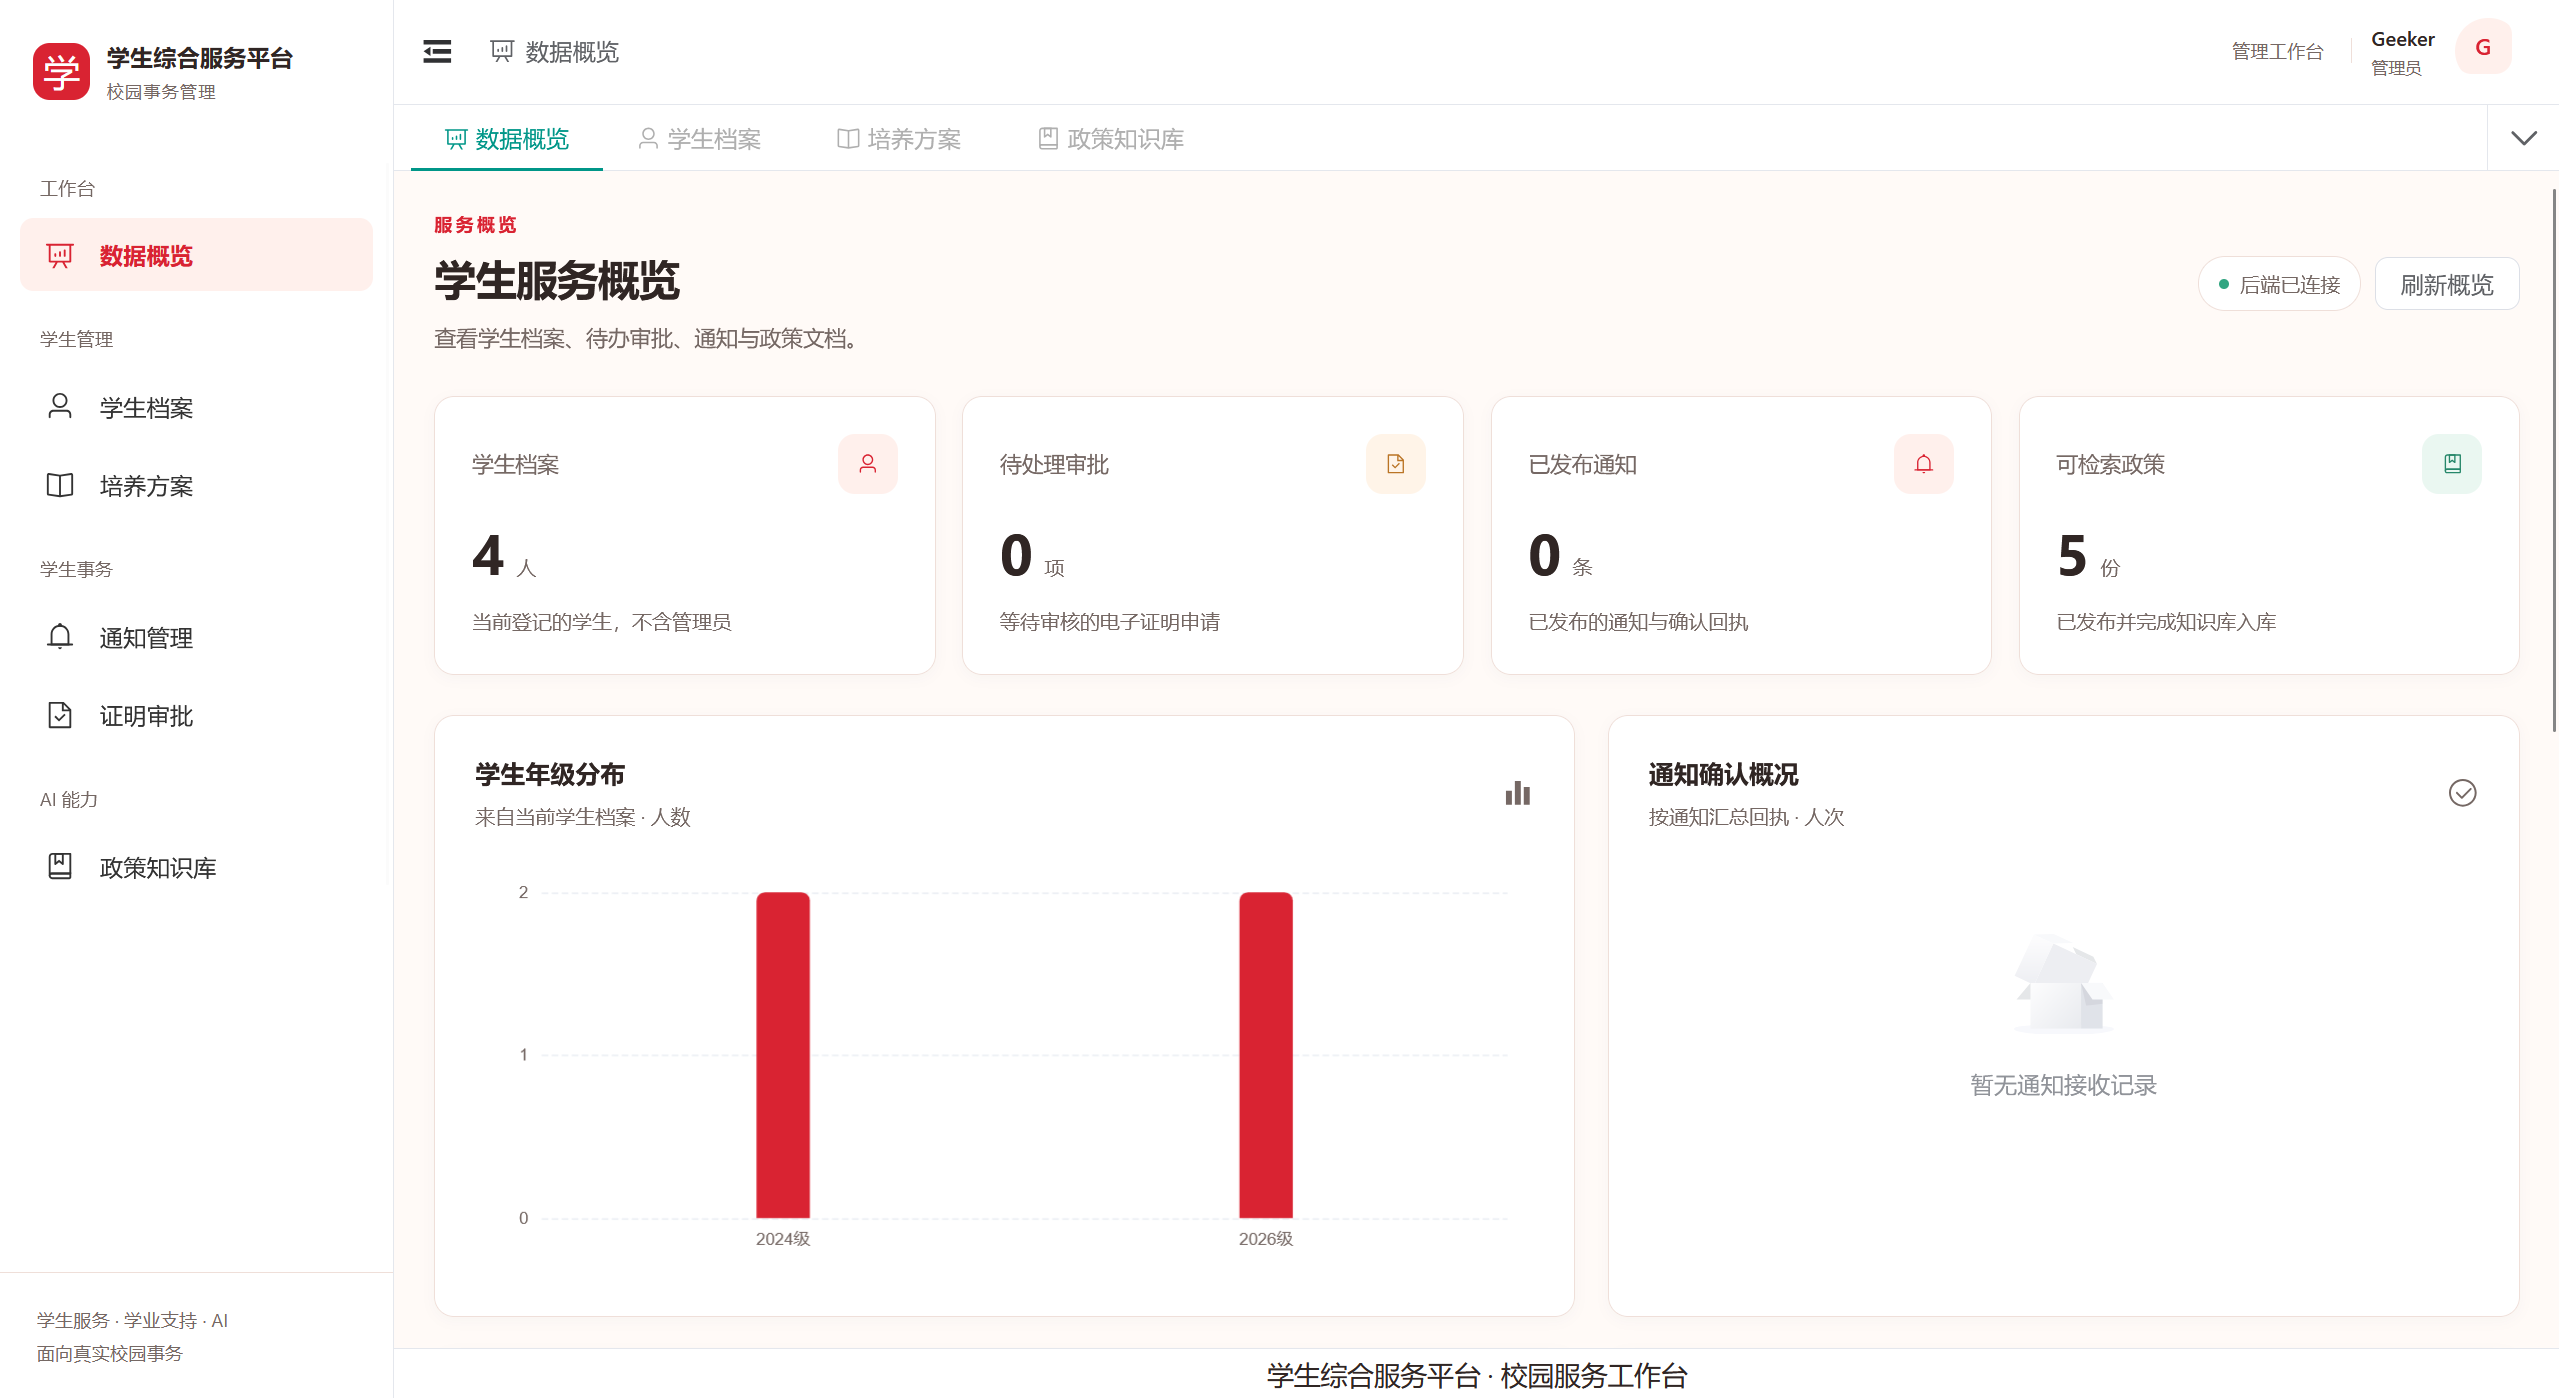 学
学生综合服务平台
校园事务管理
工作台
数据概览
学生管理
学生档案
培养方案
学生事务
通知管理
证明审批
AI 能力
政策知识库
学生服务 · 学业支持 · AI
面向真实校园事务
数据概览
管理工作台
Geeker
管理员
G
数据概览 学生档案 培养方案 政策知识库
服务概览
学生服务概览
查看学生档案、待办审批、通知与政策文档。
后端已连接
刷新概览
学生档案
4 人
当前登记的学生，不含管理员
待处理审批
0 项
等待审核的电子证明申请
已发布通知
0 条
已发布的通知与确认回执
可检索政策
5 份
已发布并完成知识库入库
学生年级分布
来自当前学生档案 · 人数
2
1
0
2024级 2026级
通知确认概况
按通知汇总回执 · 人次
暂无通知接收记录
学生综合服务平台 · 校园服务工作台